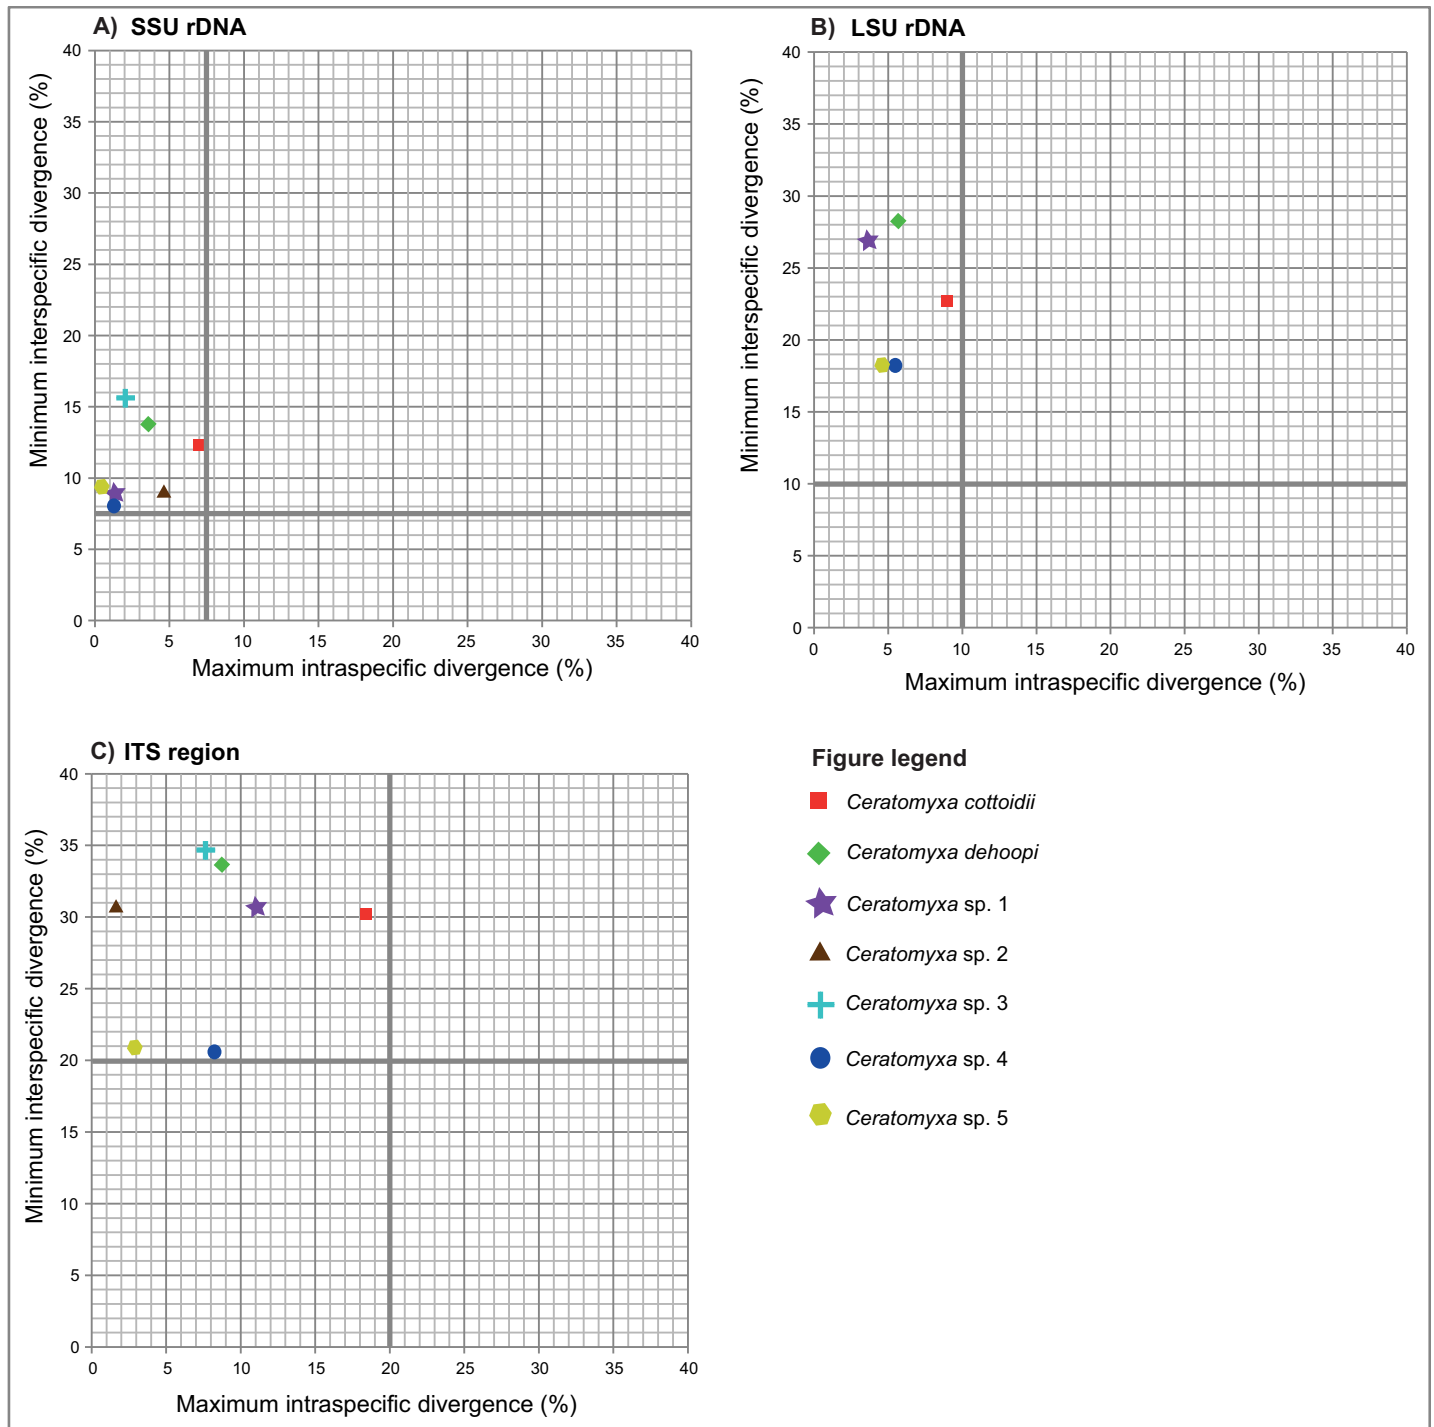 A) SSU rDNA
40
35
30
25
20
15
10
5
0
0 5 10 15 20 25 30 35 40
Minimum interspecific divergence (%)
Maximum intraspecific divergence (%)
B) LSU rDNA
40
35
30
25
20
15
10
5
0
0 5 10 15 20 25 30 35 40
Minimum interspecific divergence (%)
Maximum intraspecific divergence (%)
C) ITS region
40
35
30
25
20
15
10
5
0
0 5 10 15 20 25 30 35 40
Minimum interspecific divergence (%)
Maximum intraspecific divergence (%)
Figure legend
Ceratomyxa cottoidii
Ceratomyxa dehoopi
Ceratomyxa sp. 1
Ceratomyxa sp. 2
Ceratomyxa sp. 3
Ceratomyxa sp. 4
Ceratomyxa sp. 5